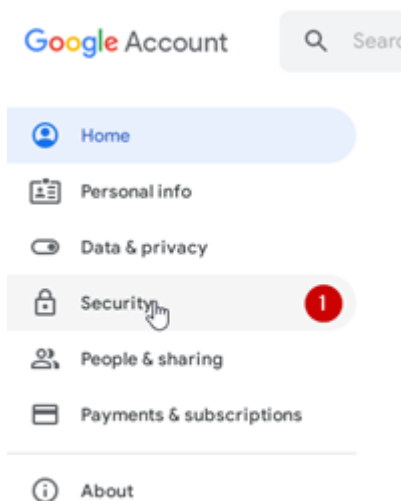 Google Account
Home
Personal info
Data & privacy
Security
1
People & sharing
Payments & subscriptions
About